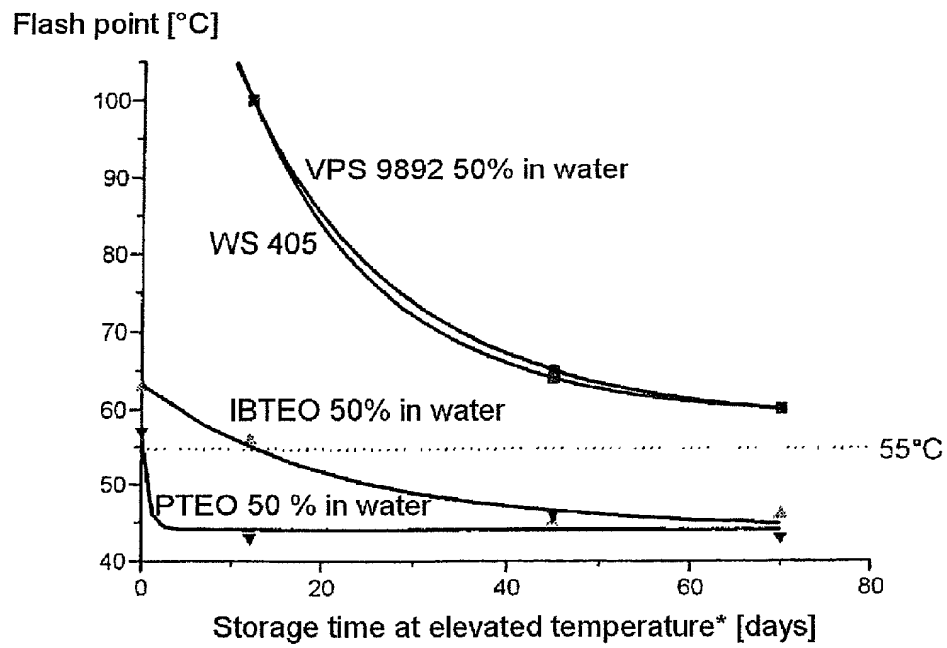 Flash point [°C]
100
90
80
70
60
50
40
VPS 9892 50% in water
WS 405
IBTEO 50% in water
55°C
PTEO 50 % in water
0
20
40
60
80
Storage time at elevated temperature* [days]